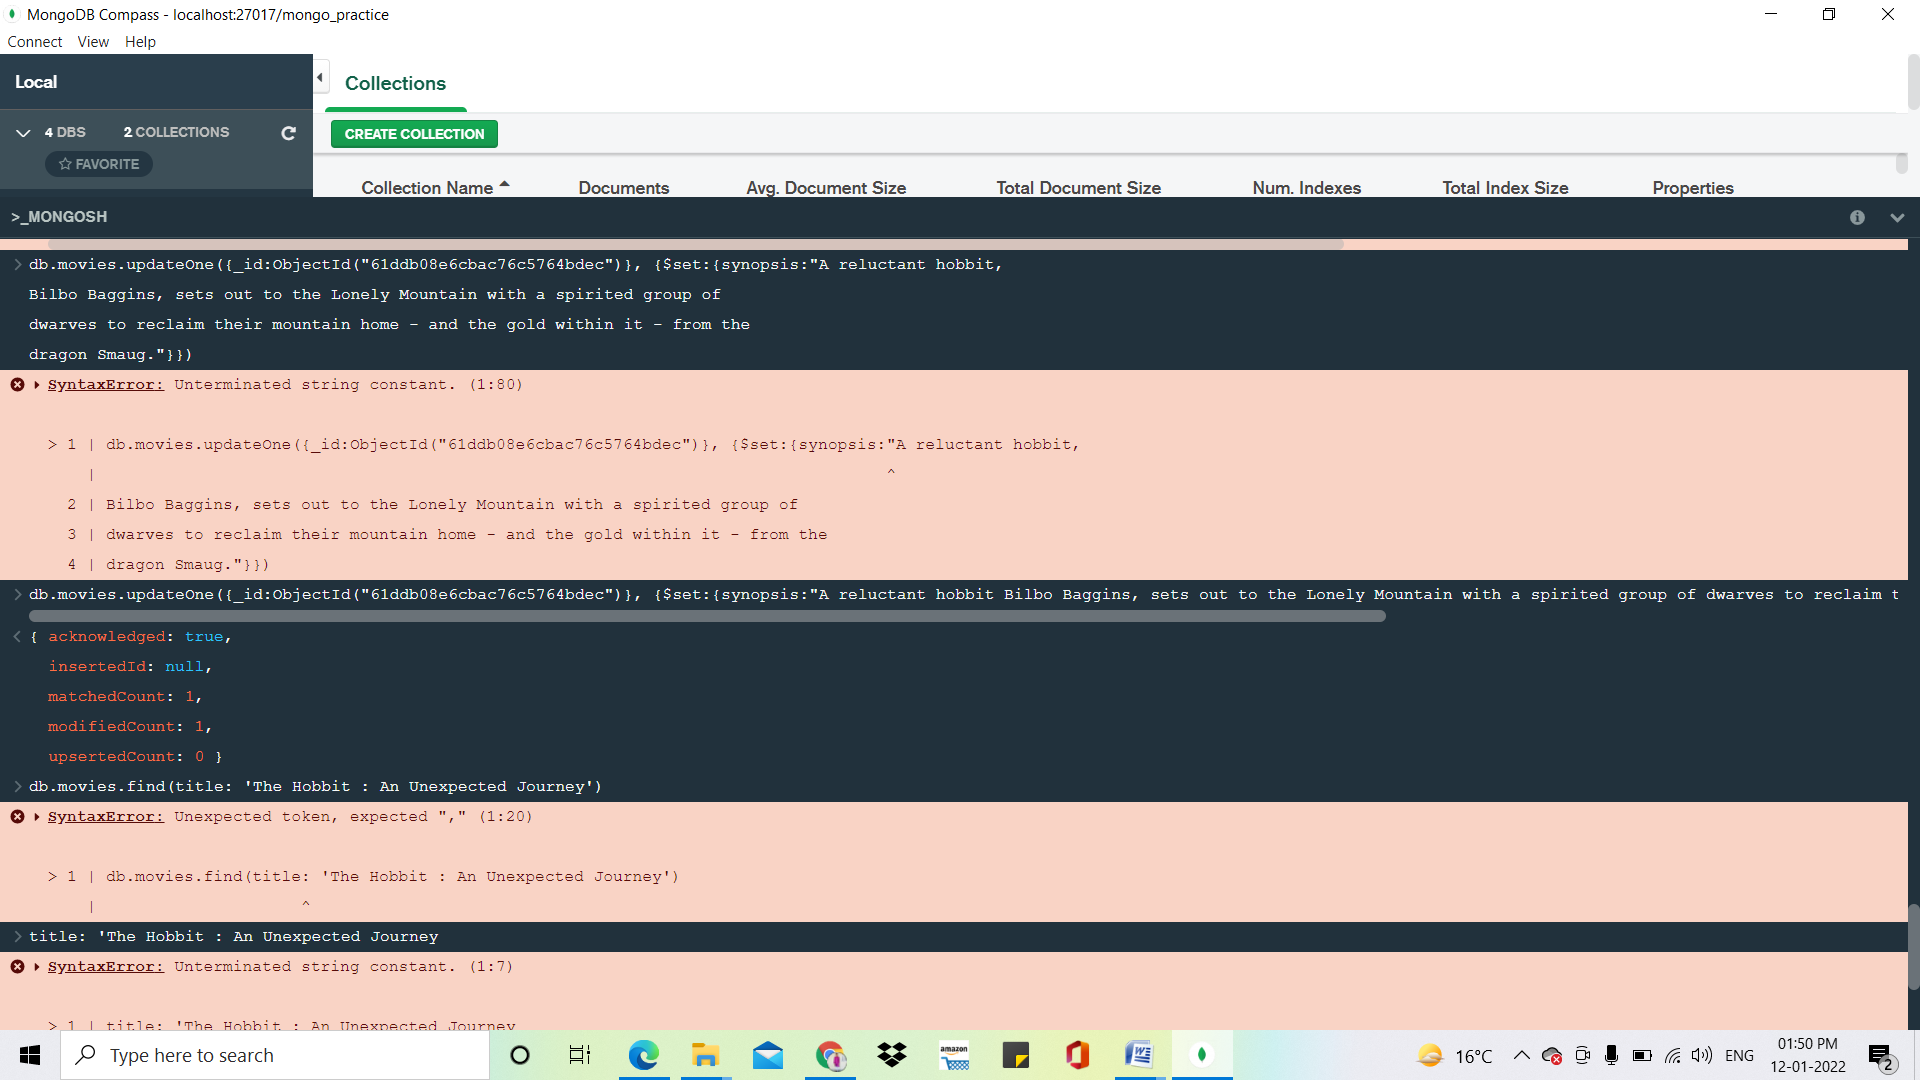 MongoDB Compass - localhost:27017/mongo_practice
Connect View Help
Local
Collections
4 DBS 2 COLLECTIONS
FAVORITE
CREATE COLLECTION
Collection Name Documents Avg. Document Size Total Document Size Num. Indexes Total Index Size Properties
>_MONGOSH
> db.movies.updateOne({_id:ObjectId("61ddb08e6cbac76c5764bdec")}, {$set:{synopsis:"A reluctant hobbit,
Bilbo Baggins, sets out to the Lonely Mountain with a spirited group of
dwarves to reclaim their mountain home - and the gold within it - from the
dragon Smaug."}})
SyntaxError: Unterminated string constant. (1:80)
> 1 | db.movies.updateOne({_id:ObjectId("61ddb08e6cbac76c5764bdec")}, {$set:{synopsis:"A reluctant hobbit,
| ^
2 | Bilbo Baggins, sets out to the Lonely Mountain with a spirited group of
3 | dwarves to reclaim their mountain home - and the gold within it - from the
4 | dragon Smaug."}})
> db.movies.updateOne({_id:ObjectId("61ddb08e6cbac76c5764bdec")}, {$set:{synopsis:"A reluctant hobbit Bilbo Baggins, sets out to the Lonely Mountain with a spirited group of dwarves to reclaim t
< { acknowledged: true,
insertedId: null,
matchedCount: 1,
modifiedCount: 1,
upsertedCount: 0 }
> db.movies.find(title: 'The Hobbit : An Unexpected Journey')
SyntaxError: Unexpected token, expected "," (1:20)
> 1 | db.movies.find(title: 'The Hobbit : An Unexpected Journey')
| ^
> title: 'The Hobbit : An Unexpected Journey
SyntaxError: Unterminated string constant. (1:7)
> 1 | title: 'The Hobbit : An Unexpected Journey
Type here to search
amazon
16°C
ENG
01:50 PM
12-01-2022
2